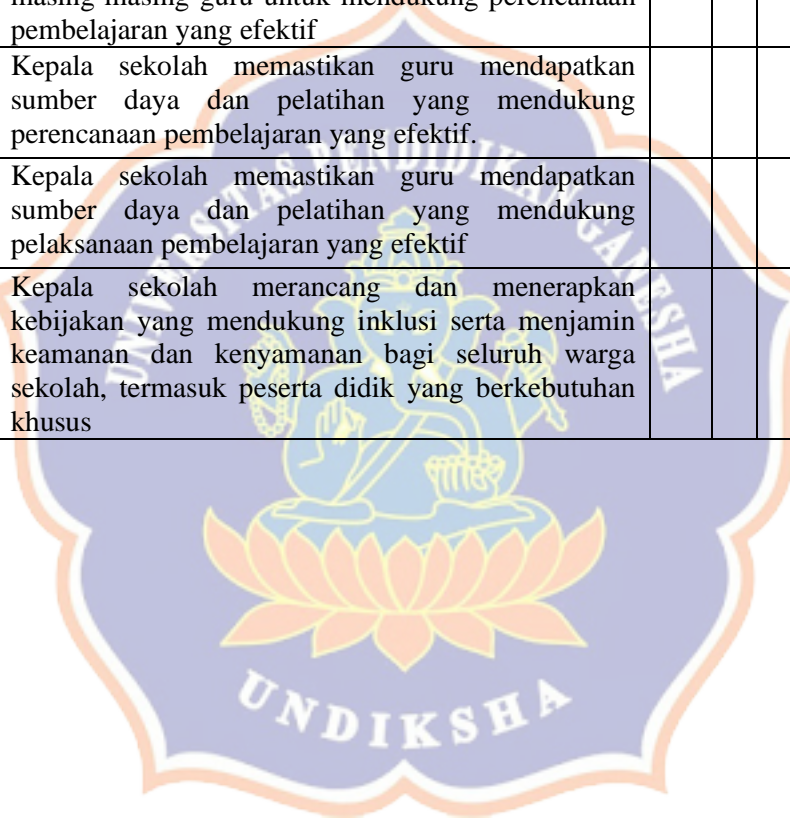 masing-masing guru untuk mendukung perencanaan
pembelajaran yang efektif
Kepala sekolah memastikan guru mendapatkan
sumber daya dan pelatihan yang mendukung
perencanaan pembelajaran yang efektif.
Kepala sekolah memastikan guru mendapatkan
sumber daya dan pelatihan yang mendukung
pelaksanaan pembelajaran yang efektif
Kepala sekolah merancang dan menerapkan
kebijakan yang mendukung inklusi serta menjamin
keamanan dan kenyamanan bagi seluruh warga
sekolah, termasuk peserta didik yang berkebutuhan
khusus
UNIVERSITAS PENDIDIKAN GANESHA
UNDIKSHA